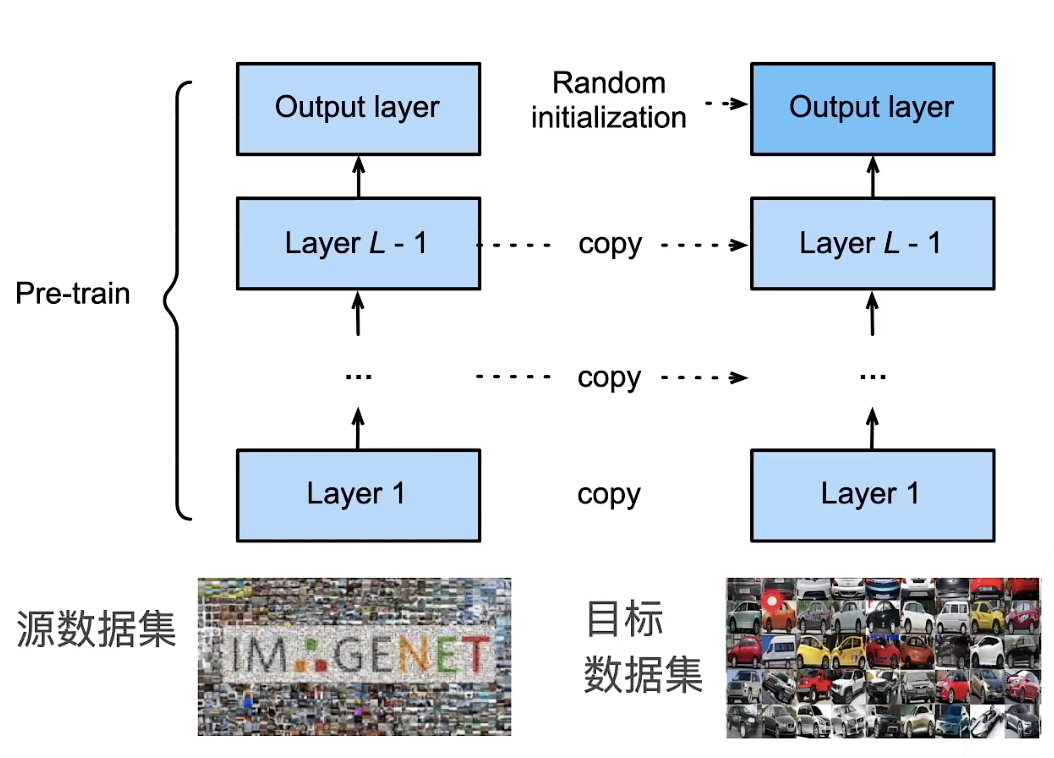 Output layer
Random
initialization
Output layer
Layer L - 1
copy
Layer L - 1
Pre-train
...
copy
...
Layer 1
copy
Layer 1
源数据集
IMAGENET
目标
数据集